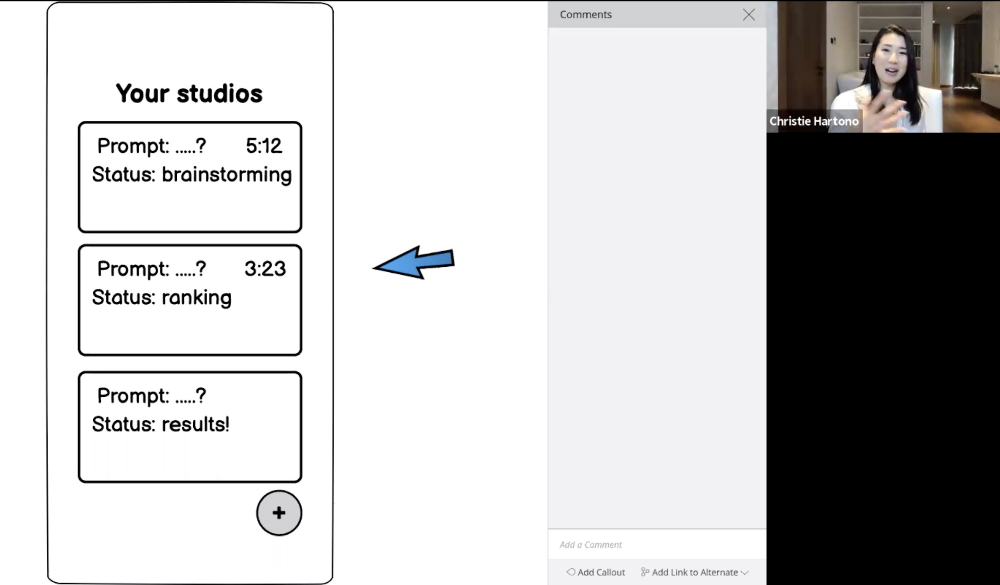 Your studios
Prompt: .....? 5:12
Status: brainstorming
Prompt: .....? 3:23
Status: ranking
Prompt: .....?
Status: results!
+
Comments
Add a Comment
Add Callout Add Link to Alternate
Christie Hartono